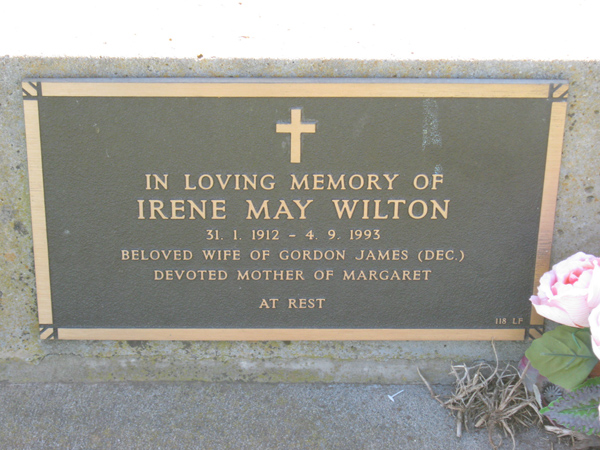 IN LOVING MEMORY OF
IRENE MAY WILTON
31. 1. 1912 - 4. 9. 1993
BELOVED WIFE OF GORDON JAMES (DEC.)
DEVOTED MOTHER OF MARGARET
AT REST
118 LF